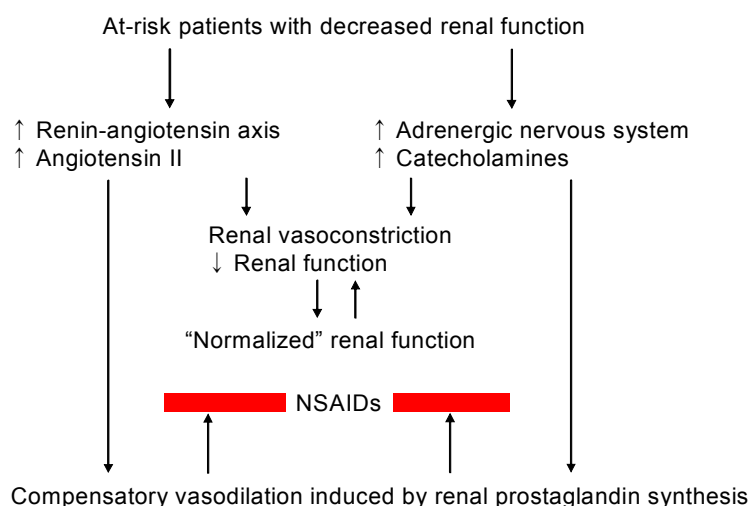 At-risk patients with decreased renal function
↑ Renin-angiotensin axis
↑ Angiotensin II
↑ Adrenergic nervous system
↑ Catecholamines
Renal vasoconstriction
↓ Renal function
“Normalized” renal function
NSAIDs
Compensatory vasodilation induced by renal prostaglandin synthesis